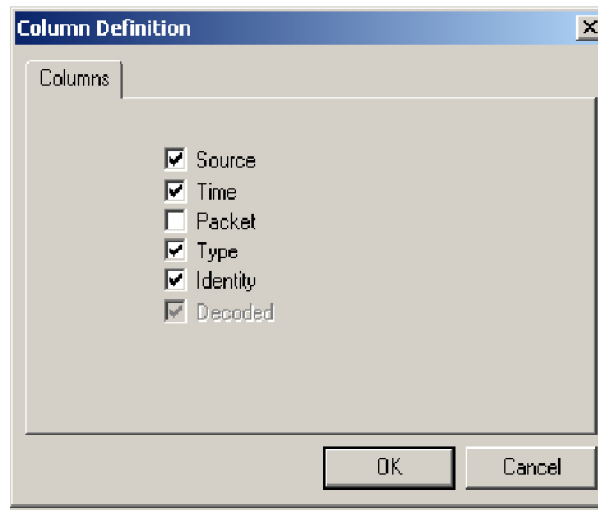 Column Definition
Columns
Source
Time
Packet
Type
Identity
Decoded
OK
Cancel